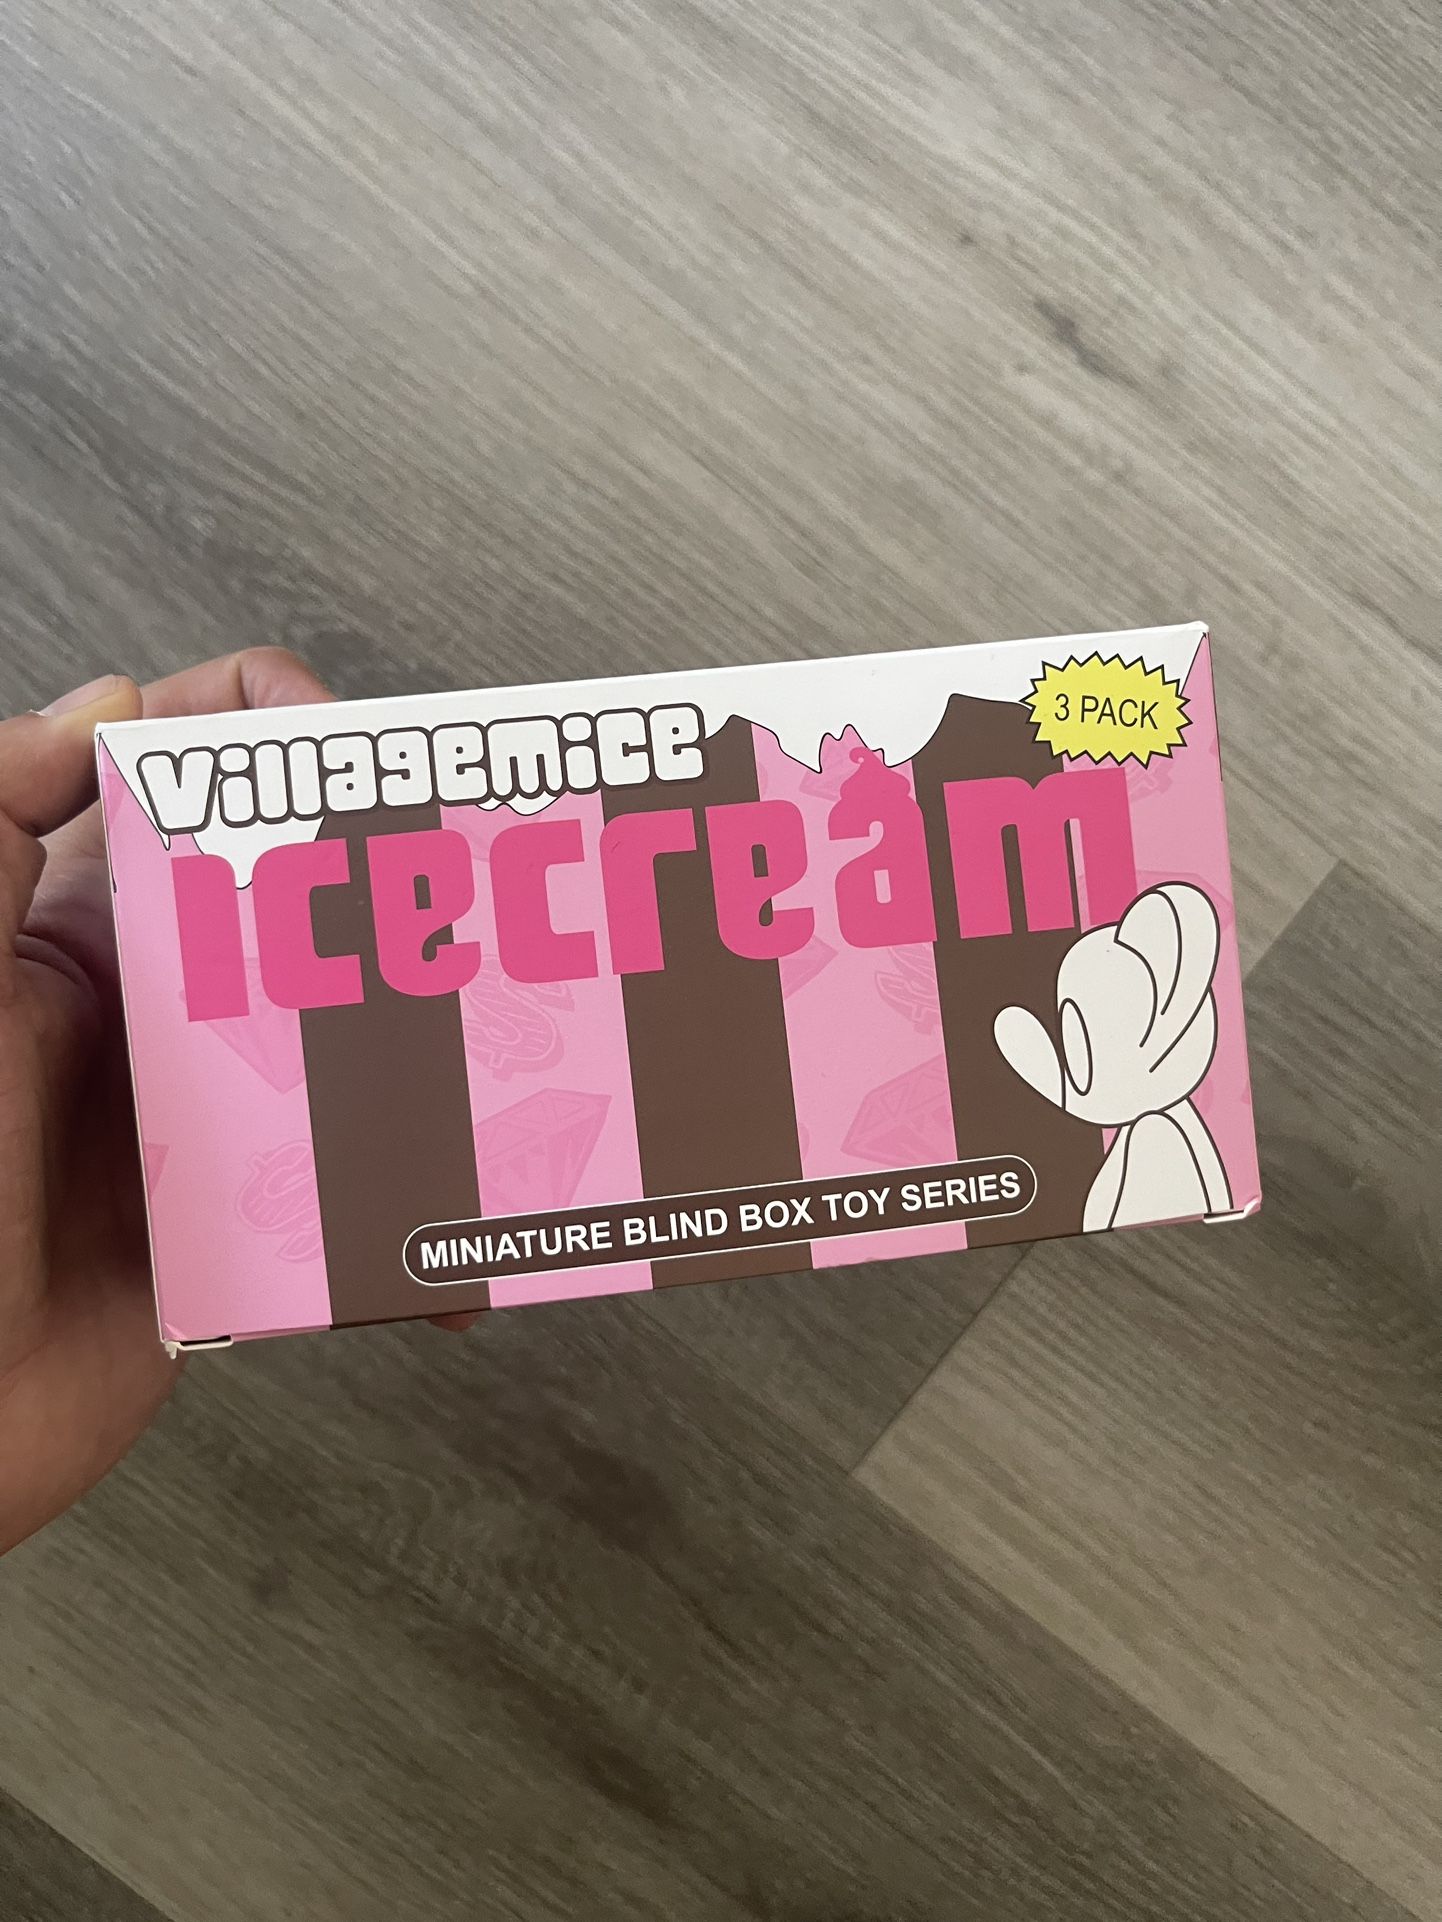 Villagemice
3 PACK
icecream
MINIATURE BLIND BOX TOY SERIES